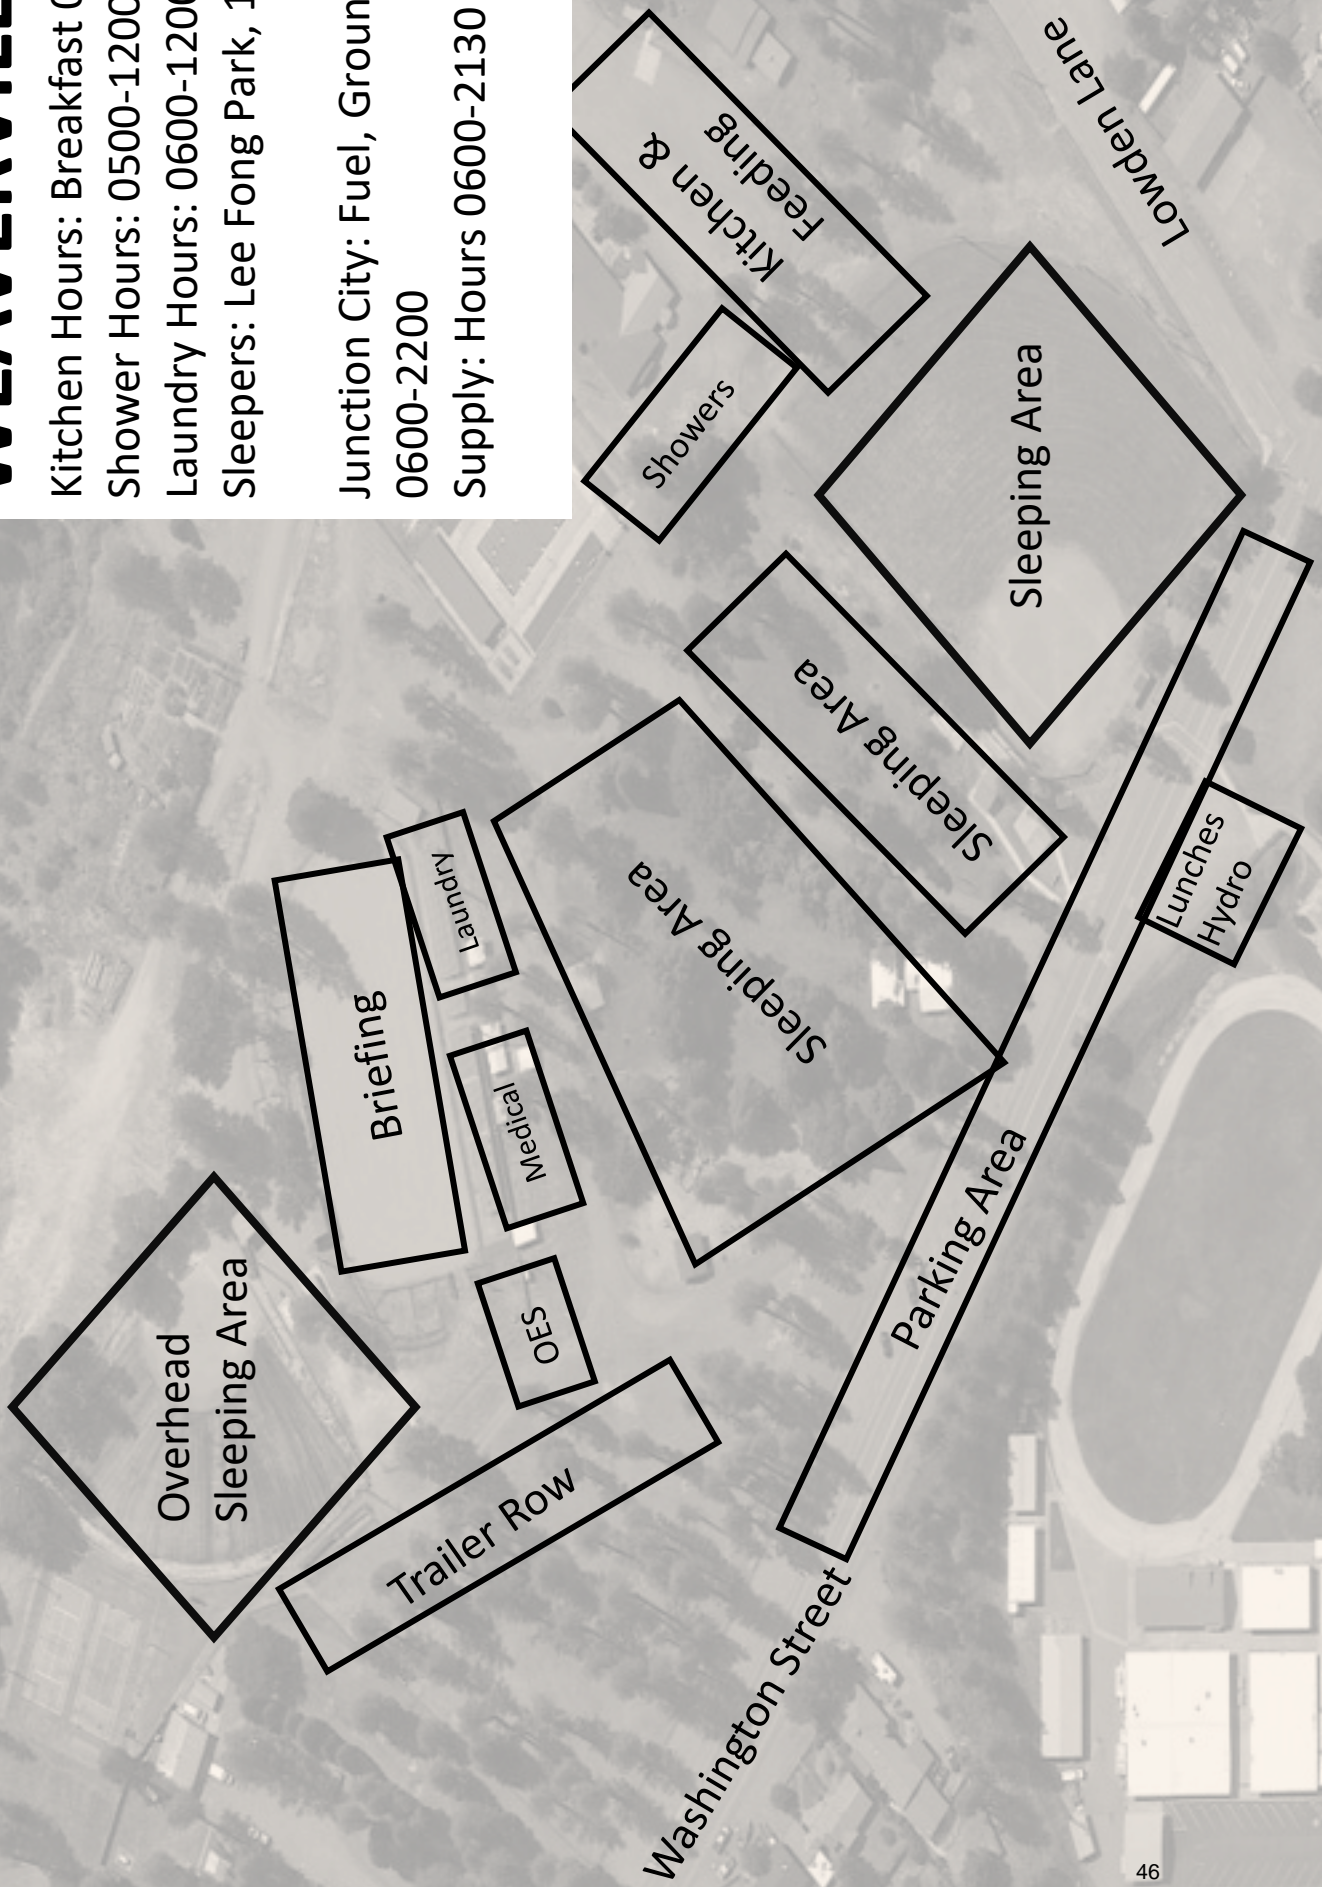 Kitchen Hours: Breakfast
Shower Hours: 0500-1200
Laundry Hours: 0600-1200
Sleepers: Lee Fong Park, 1
Junction City: Fuel, Groun
0600-2200
Supply: Hours 0600-2130
Kitchen &
Feeding
Lowden Lane
Showers
Sleeping Area
Sleeping Area
Sleeping Area
Laundry
Briefing
Medical
OES
Lunches
Hydro
Overhead
Sleeping Area
Trailer Row
Parking Area
Washington Street
46